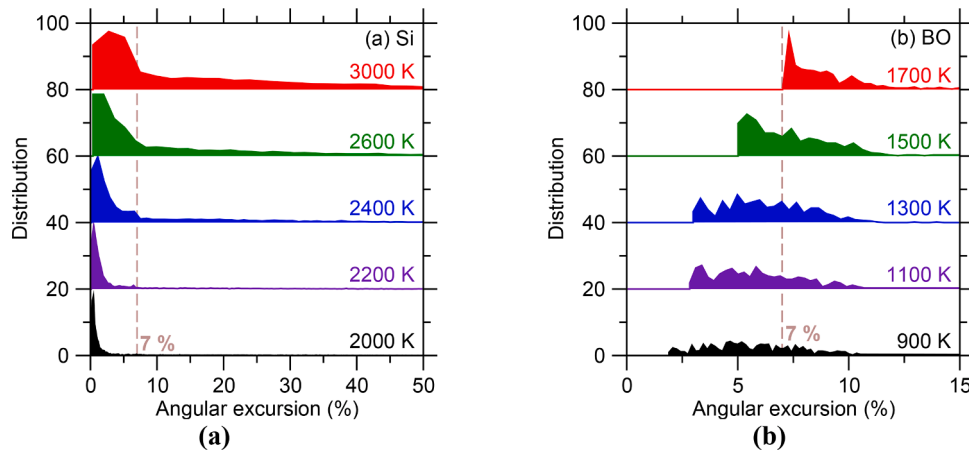 100
80
60
40
20
0
Distribution
(a) Si
3000 K
2600 K
2400 K
2200 K
2000 K
7 %
0 10 20 30 40 50
Angular excursion (%)
(a)
100
80
60
40
20
0
Distribution
(b) BO
1700 K
1500 K
1300 K
1100 K
900 K
7 %
0 5 10 15
Angular excursion (%)
(b)